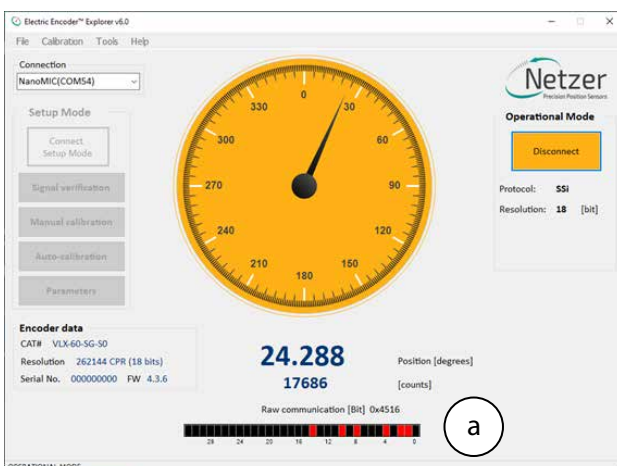 Electric Encoder™ Explorer v6.0
File Calibration Tools Help
Connection
NanoMIC(COM54)
Setup Mode
Connect
Setup Mode
Signal verification
Manual calibration
Auto-calibration
Parameters
0
30
60
90
120
150
180
210
240
270
300
330
Netzer
Precision Position Sensors
Operational Mode
Disconnect
Protocol: SSi
Resolution: 18 [bit]
Encoder data
CAT# VLX-60-SG-S0
Resolution 262144 CPR (18 bits)
Serial No. 000000000 FW 4.3.6
24.288 Position [degrees]
17686 [counts]
Raw communication [Bit] 0x4516
28 24 20 16 12 8 4 0
a
OPERATIONAL MODE